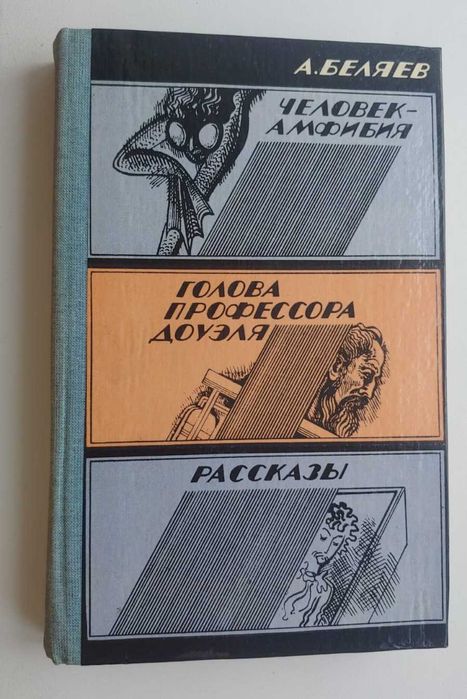 А.БЕЛЯЕВ
ЧЕЛОВЕК-
АМФИБИЯ
ГОЛОВА
ПРОФЕССОРА
ДОУЭЛЯ
РАССКАЗЫ